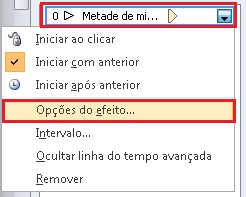 0 Metade de mi...
Iniciar ao clicar
Iniciar com anterior
Iniciar após anterior
Opções do efeito...
Intervalo...
Ocultar linha do tempo avançada
Remover